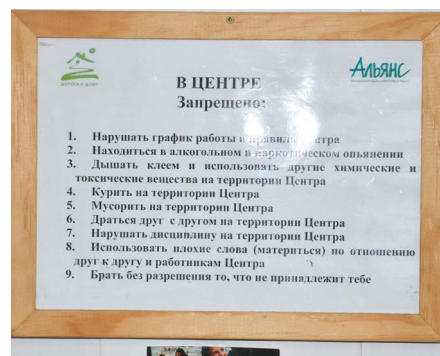 ДОРОГА К ДОМУ
Альянс
В ЦЕНТРЕ
Запрещено:
1. Нарушать график работы и правила Центра
2. Находиться в алкогольном и наркотическом опьянении
3. Дышать клеем и использовать другие химические и
токсические вещества на территории Центра
4. Курить на территории Центра
5. Мусорить на территории Центра
6. Драться друг с другом на территории Центра
7. Нарушать дисциплину на территории Центра
8. Использовать плохие слова (материться) по отношению
друг к другу и работникам Центра
9. Брать без разрешения то, что не принадлежит тебе